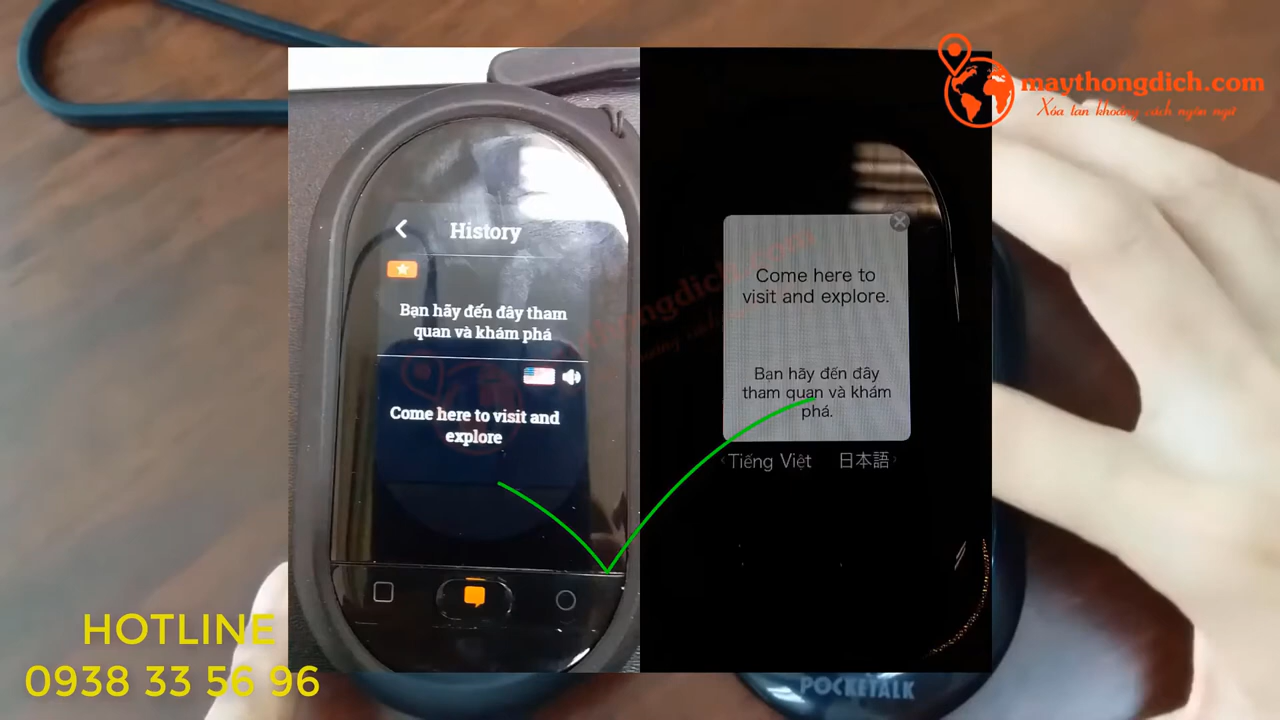 maythongdich.com
Xóa tan khoảng cách ngôn ngữ
History
Bạn hãy đến đây tham
quan và khám phá
Come here to visit and
explore
Come here to
visit and explore.
Bạn hãy đến đây
tham quan và khám
phá.
Tiếng Việt 日本語
HOTLINE
0938 33 56 96
POCKETALK